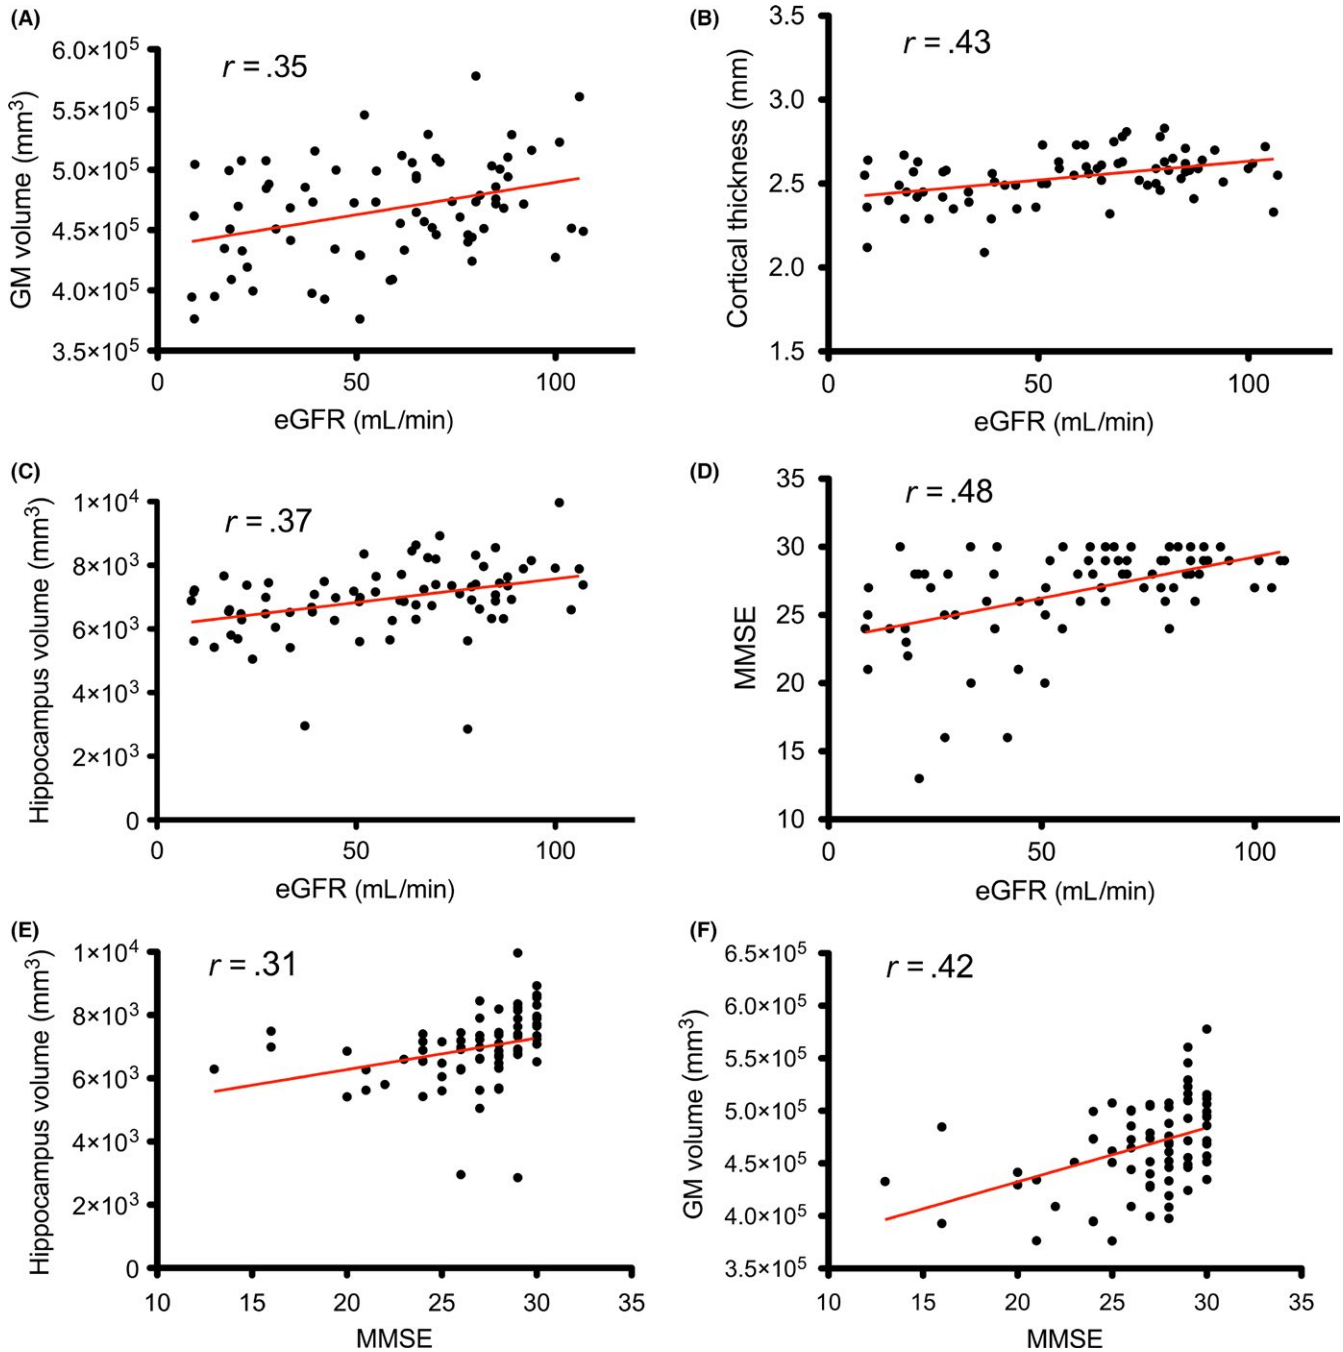 (A)
r = .35
6.0×10⁵
5.5×10⁵
5.0×10⁵
4.5×10⁵
4.0×10⁵
3.5×10⁵
GM volume (mm³)
0 50 100
eGFR (mL/min)
(B)
r = .43
3.5
3.0
2.5
2.0
1.5
Cortical thickness (mm)
0 50 100
eGFR (mL/min)
(C)
r = .37
1×10⁴
8×10³
6×10³
4×10³
2×10³
0
Hippocampus volume (mm³)
0 50 100
eGFR (mL/min)
(D)
r = .48
35
30
25
20
15
10
MMSE
0 50 100
eGFR (mL/min)
(E)
r = .31
1×10⁴
8×10³
6×10³
4×10³
2×10³
0
Hippocampus volume (mm³)
10 15 20 25 30 35
MMSE
(F)
r = .42
6.5×10⁵
6.0×10⁵
5.5×10⁵
5.0×10⁵
4.5×10⁵
4.0×10⁵
3.5×10⁵
GM volume (mm³)
10 15 20 25 30 35
MMSE